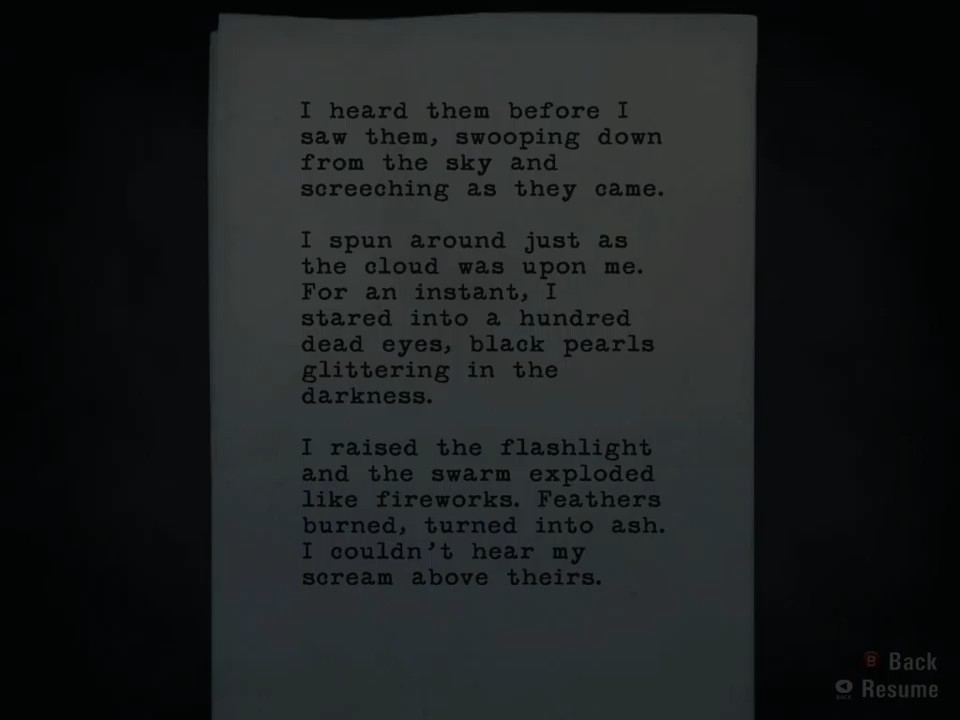 I heard them before I
saw them, swooping down
from the sky and
screeching as they came.
I spun around just as
the cloud was upon me.
For an instant, I
stared into a hundred
dead eyes, black pearls
glittering in the
darkness.
I raised the flashlight
and the swarm exploded
like fireworks. Feathers
burned, turned into ash.
I couldn't hear my
scream above theirs.
B Back
BACK Resume